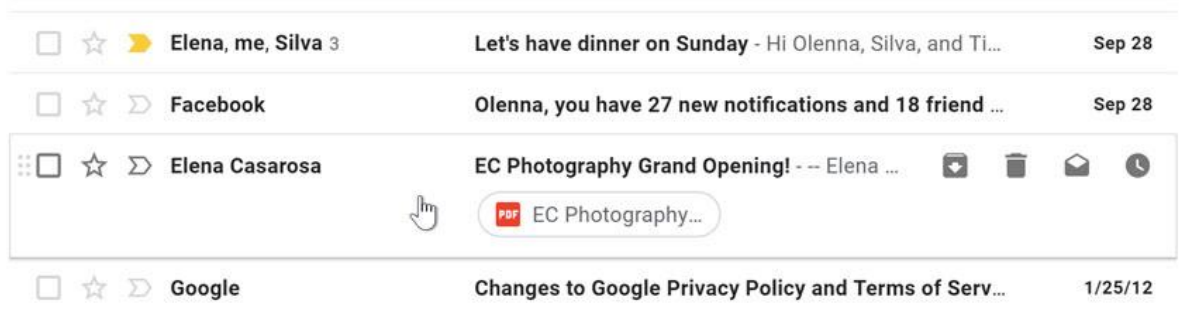 Elena, me, Silva 3 Let's have dinner on Sunday - Hi Olenna, Silva, and Ti... Sep 28
Facebook Olenna, you have 27 new notifications and 18 friend ... Sep 28
Elena Casarosa EC Photography Grand Opening! - -- Elena ...
PDF EC Photography...
Google Changes to Google Privacy Policy and Terms of Serv... 1/25/12